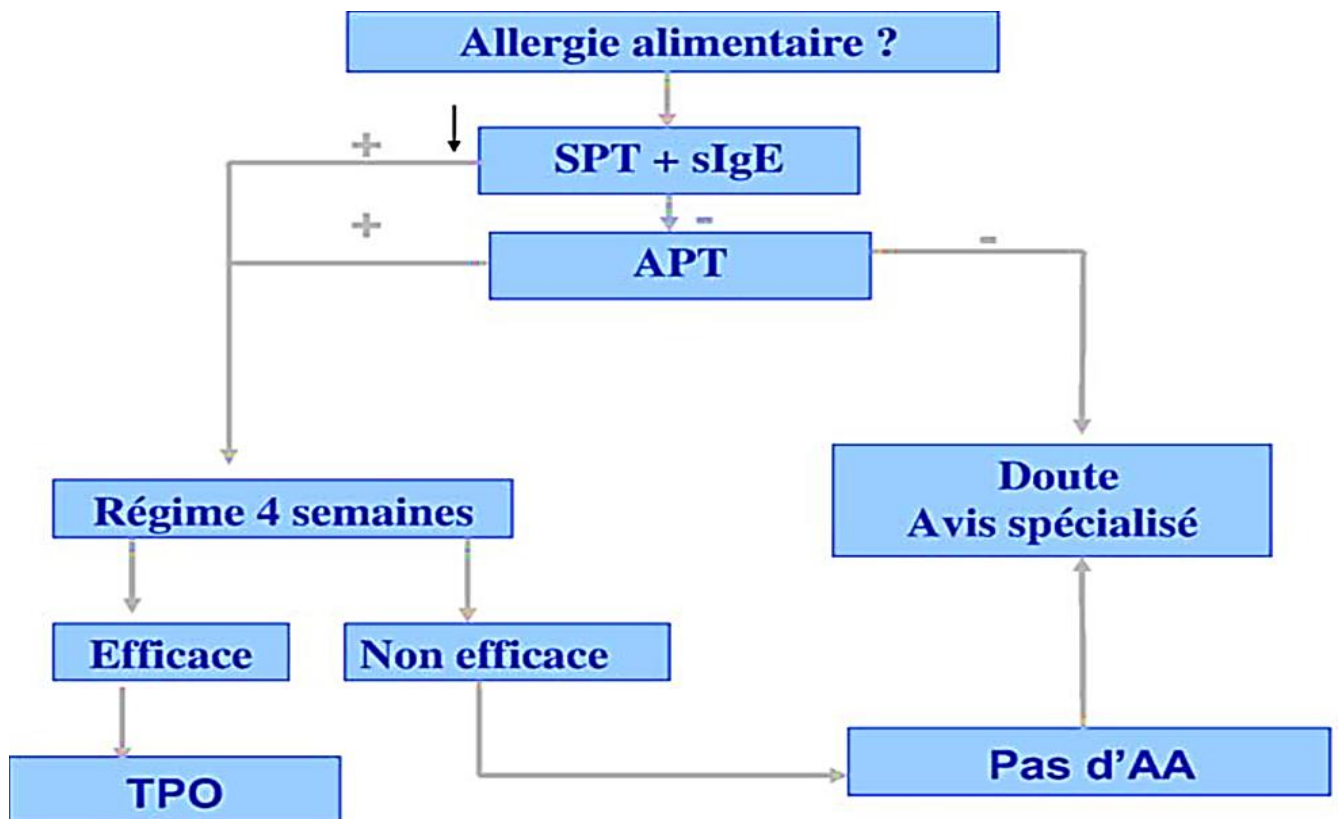 Allergie alimentaire ?
+
SPT + sIgE
-
+
APT
-
Régime 4 semaines
Doute
Avis spécialisé
Efficace
Non efficace
Pas d'AA
TPO